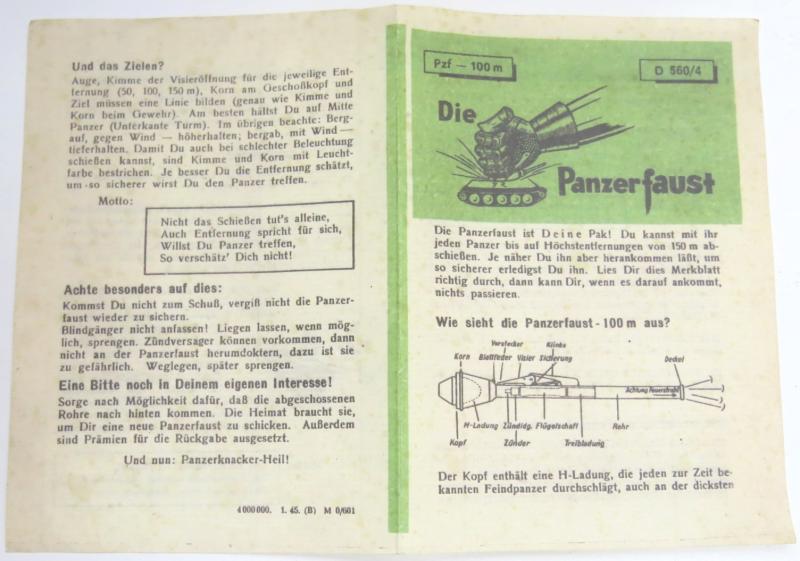 Und das Zielen?
Auge, Kimme der Visieröffnung für die jeweilige Ent-
fernung (50, 100, 150 m), Korn am Geschoßkopf und
Ziel müssen eine Linie bilden (genau wie Kimme und
Korn beim Gewehr). Am besten hältst Du auf Mitte
Panzer (Unterkante Turm). Im übrigen beachte: Berg-
auf, gegen Wind — höherhalten; bergab, mit Wind —
tieferhalten. Damit Du auch bei schlechter Beleuchtung
schießen kannst, sind Kimme und Korn mit Leucht-
farbe bestrichen. Je besser Du die Entfernung schätzt,
um so sicherer wirst Du den Panzer treffen.
Motto:
Nicht das Schießen tut's alleine,
Auch Entfernung spricht für sich,
Willst Du Panzer treffen,
So verschätz' Dich nicht!
Achte besonders auf dies:
Kommst Du nicht zum Schuß, vergiß nicht die Panzer-
faust wieder zu sichern.
Blindgänger nicht anfassen! Liegen lassen, wenn mög-
lich, sprengen. Zündversager können vorkommen, dann
nicht an der Panzerfaust herumdoktern, dazu ist sie
zu gefährlich. Weglegen, später sprengen.
Eine Bitte noch in Deinem eigenen Interesse!
Sorge nach Möglichkeit dafür, daß die abgeschossenen
Rohre nach hinten kommen. Die Heimat braucht sie,
um Dir eine neue Panzerfaust zu schicken. Außerdem
sind Prämien für die Rückgabe ausgesetzt.
Und nun: Panzerknacker-Heil!
4000000. 1. 45. (B) M 0/601
Pzf — 100 m
D 560/4
Die
Panzerfaust
Die Panzerfaust ist Deine Pak! Du kannst mit ihr
jeden Panzer bis auf Höchstentfernungen von 150 m ab-
schießen. Je näher Du ihn aber herankommen läßt, um
so sicherer erledigst Du ihn. Lies Dir dies Merkblatt
richtig durch, dann kann Dir, wenn es darauf ankommt,
nichts passieren.
Wie sieht die Panzerfaust - 100 m aus?
Vorstecker Klinke
Korn Blattfeder Visier Sicherung Deckel
Achtung Feuerstrahl
H-Ladung Zündldg. Flügelschaft Rohr
Kopf Zünder Treibladung
Der Kopf enthält eine H-Ladung, die jeden zur Zeit be-
kannten Feindpanzer durchschlägt, auch an der dicksten